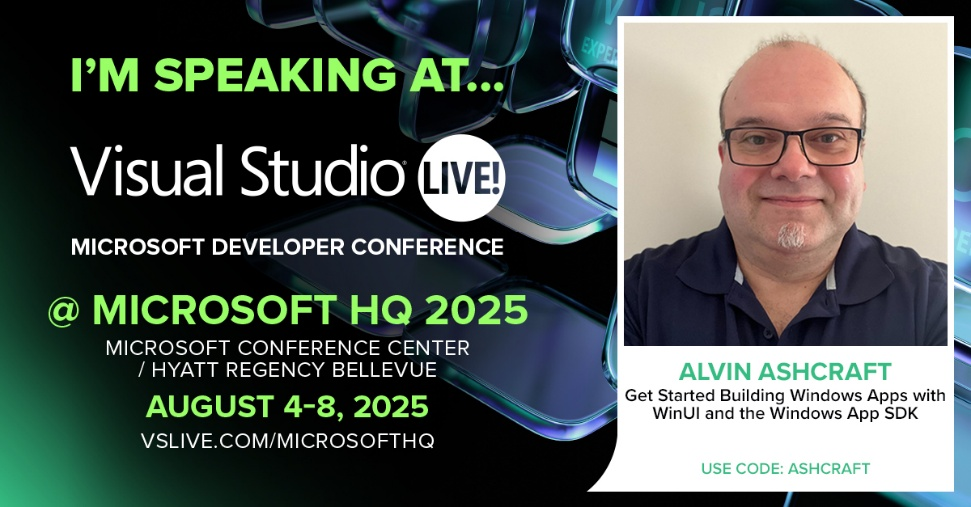 I'M SPEAKING AT...
Visual Studio LIVE!
MICROSOFT DEVELOPER CONFERENCE
@ MICROSOFT HQ 2025
MICROSOFT CONFERENCE CENTER
/ HYATT REGENCY BELLEVUE
AUGUST 4-8, 2025
VSLIVE.COM/MICROSOFTHQ
ALVIN ASHCRAFT
Get Started Building Windows Apps with
WinUI and the Windows App SDK
USE CODE: ASHCRAFT